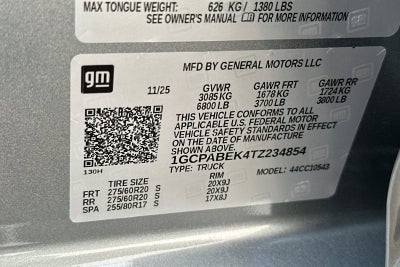 MAX TONGUE WEIGHT: 626 KG / 1380 LBS
SEE OWNER'S MANUAL FOR MORE INFORMATION
gm
MFD BY GENERAL MOTORS LLC
11/25 GVWR GAWR FRT GAWR RR
3085 KG 1678 KG 1724 KG
6800 LB 3700 LB 3800 LB
THIS VEHICLE CONFORMS TO ALL
APPLICABLE U.S. FEDERAL MOTOR
VEHICLE SAFETY STANDARDS IN EFFECT
ON THE DATE OF MANUFACTURE
SHOWN ABOVE.
1GCPABEK4TZ234854
130H TYPE: TRUCK MODEL: 44CC10543
TIRE SIZE RIM
FRT 275/60R20 S 20X9J
RR 275/60R20 S 20X9J
SPA 255/80R17 S 17X8J